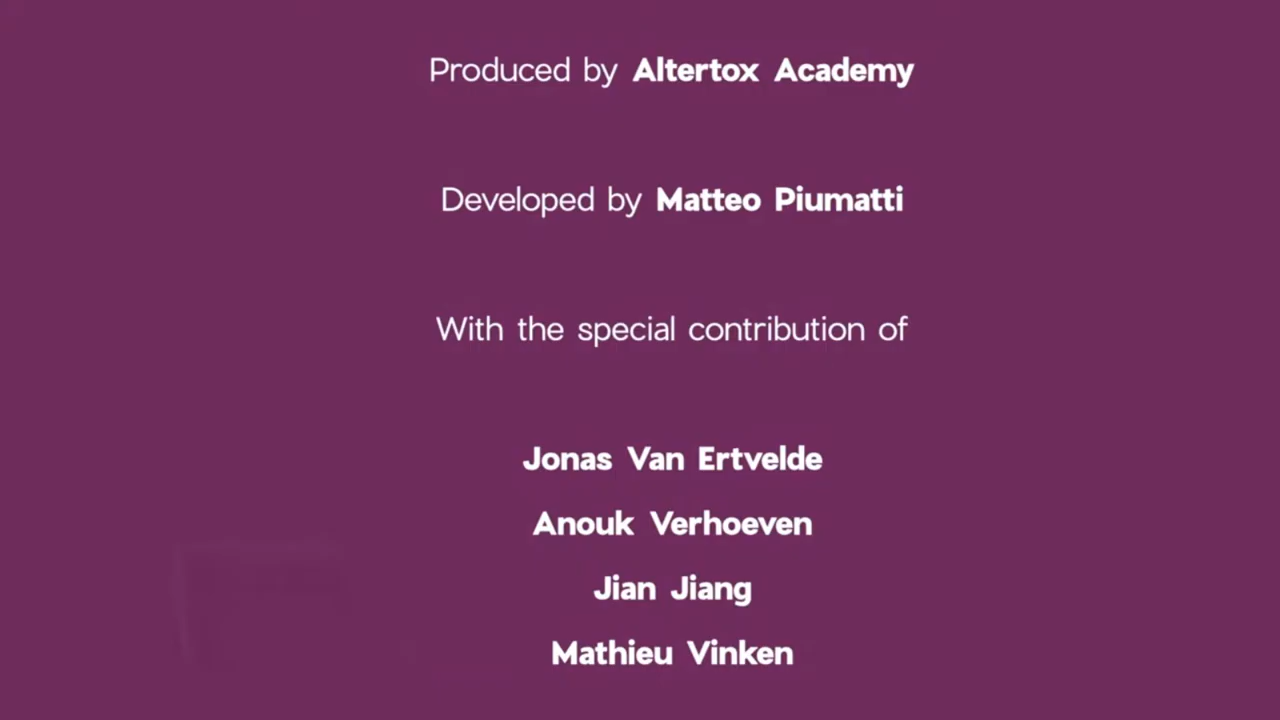 Produced by Altertox Academy
Developed by Matteo Piumatti
With the special contribution of
Jonas Van Ertvelde
Anouk Verhoeven
Jian Jiang
Mathieu Vinken